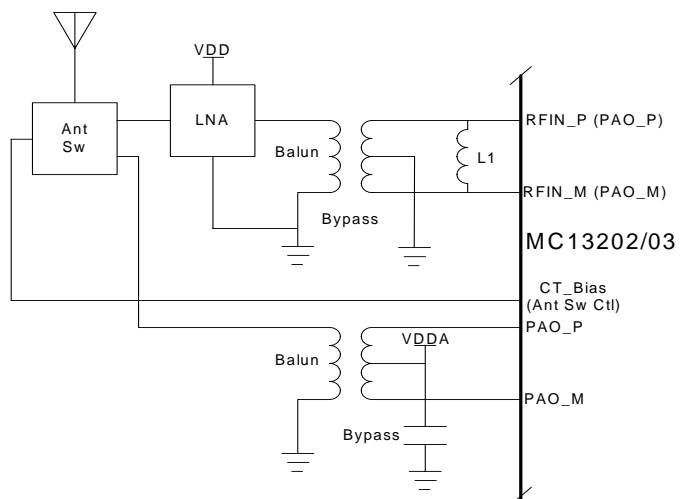 VDD
Ant
Sw
LNA
Balun
L1
RFIN_P (PAO_P)
RFIN_M (PAO_M)
Bypass
MC13202/03
CT_Bias
(Ant Sw Ctl)
PAO_P
VDDA
Balun
PAO_M
Bypass